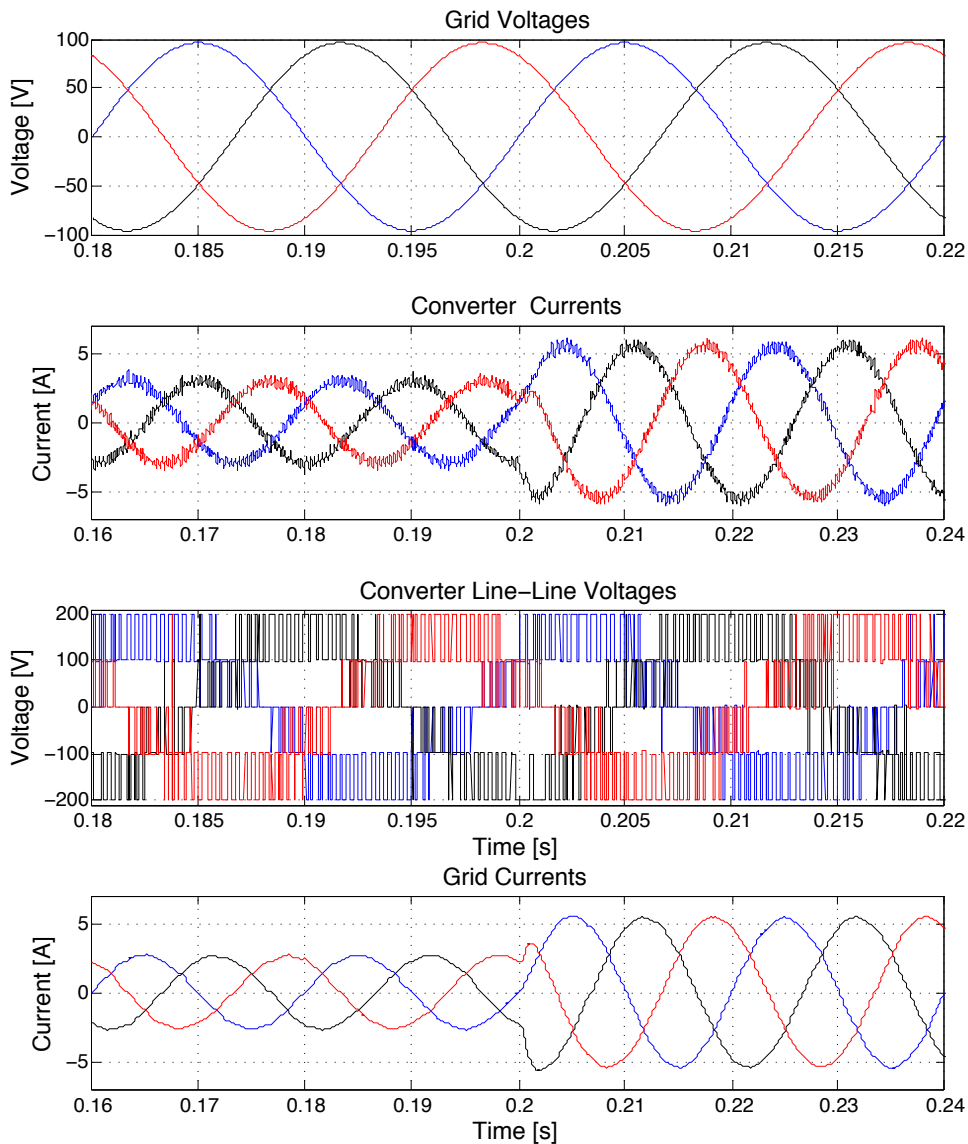 Grid Voltages
100
50
0
−50
−100
Voltage [V]
0.18 0.185 0.19 0.195 0.2 0.205 0.21 0.215 0.22
Converter Currents
5
0
−5
Current [A]
0.16 0.17 0.18 0.19 0.2 0.21 0.22 0.23 0.24
Converter Line−Line Voltages
200
100
0
−100
−200
Voltage [V]
0.18 0.185 0.19 0.195 0.2 0.205 0.21 0.215 0.22
Time [s]
Grid Currents
5
0
−5
Current [A]
0.16 0.17 0.18 0.19 0.2 0.21 0.22 0.23 0.24
Time [s]